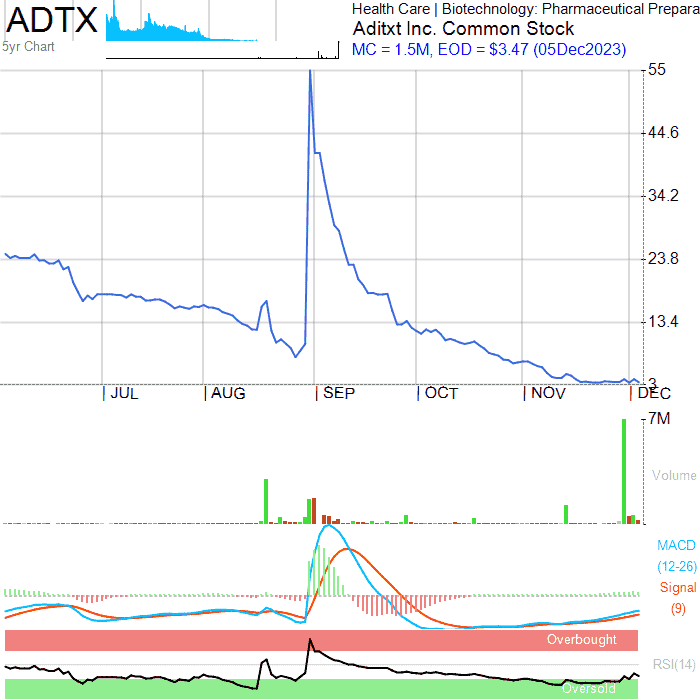 ADTX
5yr Chart
Health Care | Biotechnology: Pharmaceutical Prepara
Aditxt Inc. Common Stock
MC = 1.5M, EOD = $3.47 (05Dec2023)
55
44.6
34.2
23.8
13.4
3
JUL AUG SEP OCT NOV DEC
7M
Volume
MACD
(12-26)
Signal
(9)
Overbought
RSI(14)
Oversold